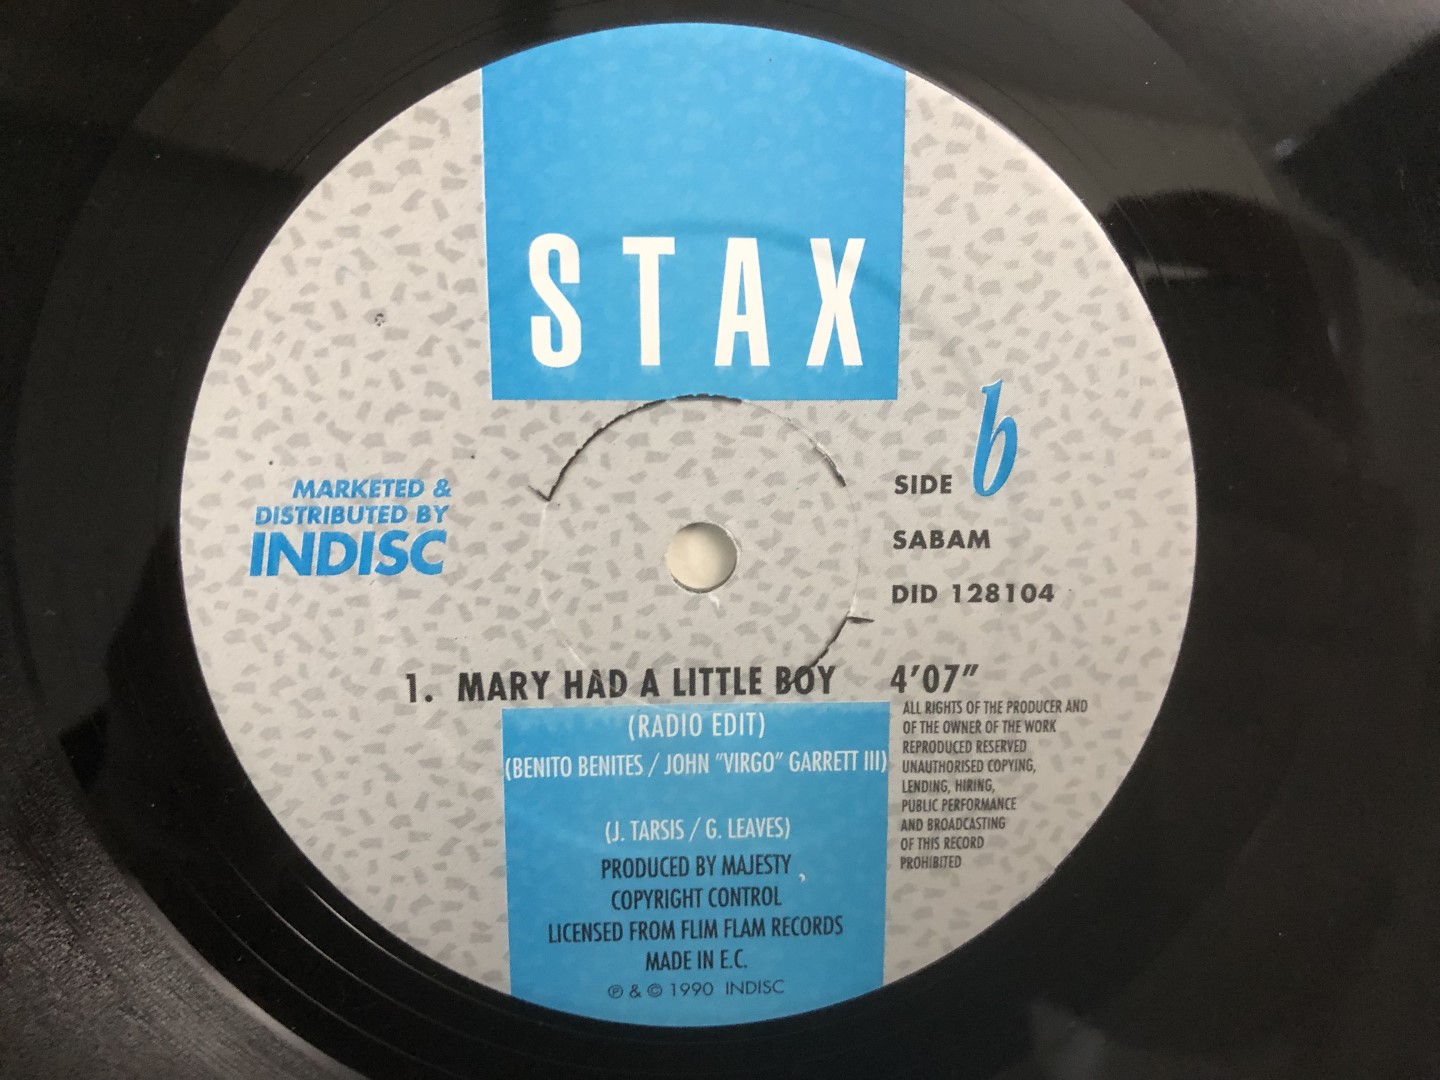 STAX
MARKETED &
DISTRIBUTED BY
INDISC
SIDE b
SABAM
DID 128104
1. MARY HAD A LITTLE BOY 4'07"
(RADIO EDIT)
(BENITO BENITES / JOHN "VIRGO" GARRETT III)
(J. TARSIS / G. LEAVES)
PRODUCED BY MAJESTY
COPYRIGHT CONTROL
LICENSED FROM FLIM FLAM RECORDS
MADE IN E.C.
℗ & © 1990 INDISC
ALL RIGHTS OF THE PRODUCER AND
OF THE OWNER OF THE WORK
REPRODUCED RESERVED
UNAUTHORISED COPYING,
LENDING, HIRING,
PUBLIC PERFORMANCE
AND BROADCASTING
OF THIS RECORD
PROHIBITED